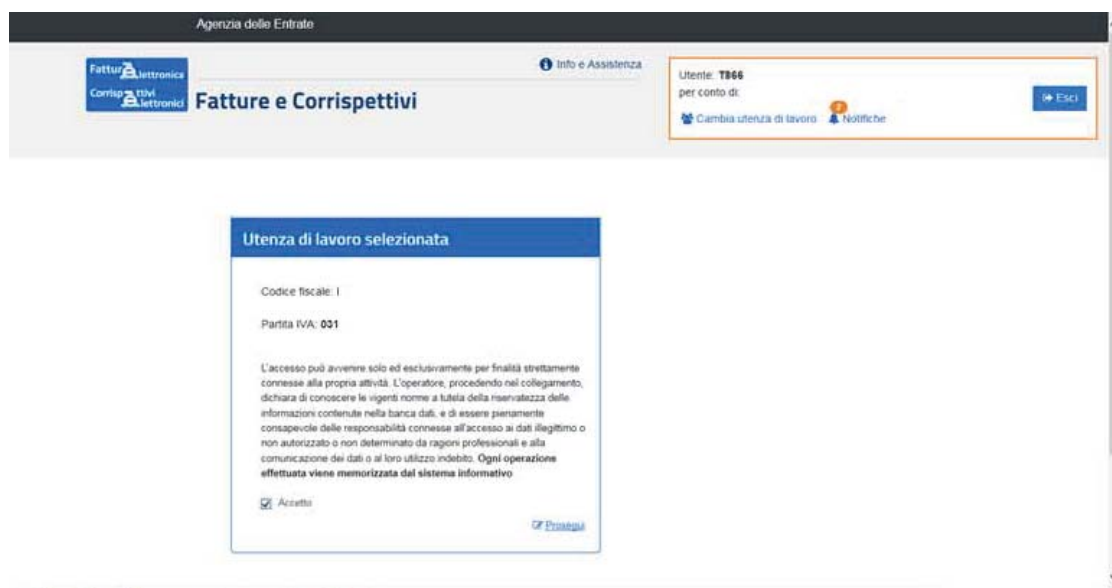 Agenzia delle Entrate
Fattura Elettronica
Corrispettivi Elettronici
Info e Assistenza
Fatture e Corrispettivi
Utente: T866
per conto di:
Cambia utenza di lavoro
Notifiche
Esci
Utenza di lavoro selezionata
Codice fiscale: I
Partita IVA: 031
L'accesso può avvenire solo ed esclusivamente per finalità strettamente
connesse alla propria attività. L'operatore, procedendo nel collegamento,
dichiara di conoscere le vigenti norme a tutela della riservatezza delle
informazioni contenute nella banca dati, e di essere pienamente
consapevole delle responsabilità connesse all'accesso ai dati illegittimo o
non autorizzato o non determinato da ragioni professionali e alla
comunicazione dei dati o al loro utilizzo indebito. Ogni operazione
effettuata viene memorizzata dal sistema informativo
Accetto
Prosegui